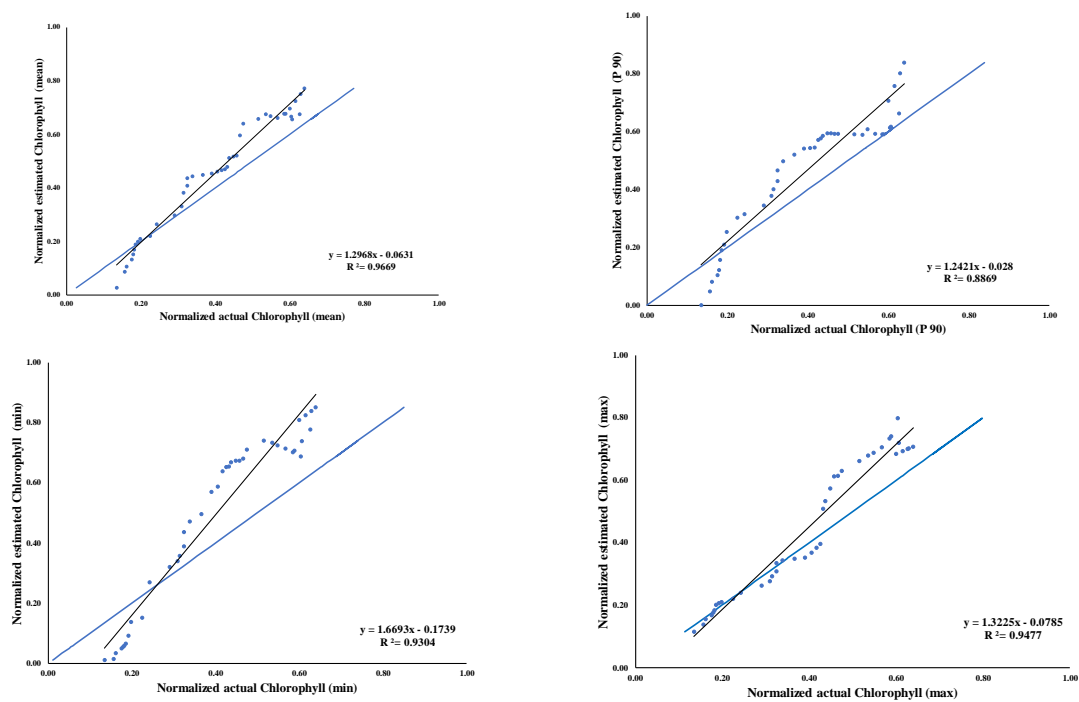 1.00
0.80
0.60
0.40
0.20
0.00
Normalized estimated Chlorophyll (mean)
y = 1.2968x - 0.0631
R ²= 0.9669
0.00 0.20 0.40 0.60 0.80 1.00
Normalized actual Chlorophyll (mean)
1.00
0.80
0.60
0.40
0.20
0.00
Normalized estimated Chlorophyll (P 90)
y = 1.2421x - 0.028
R ²= 0.8869
0.00 0.20 0.40 0.60 0.80 1.00
Normalized actual Chlorophyll (P 90)
1.00
0.80
0.60
0.40
0.20
0.00
Normalized estimated Chlorophyll (min)
y = 1.6693x - 0.1739
R ²= 0.9304
0.00 0.20 0.40 0.60 0.80 1.00
Normalized actual Chlorophyll (min)
1.00
0.80
0.60
0.40
0.20
0.00
Normalized estimated Chlorophyll (max)
y = 1.3225x - 0.0785
R ²= 0.9477
0.00 0.20 0.40 0.60 0.80 1.00
Normalized actual Chlorophyll (max)